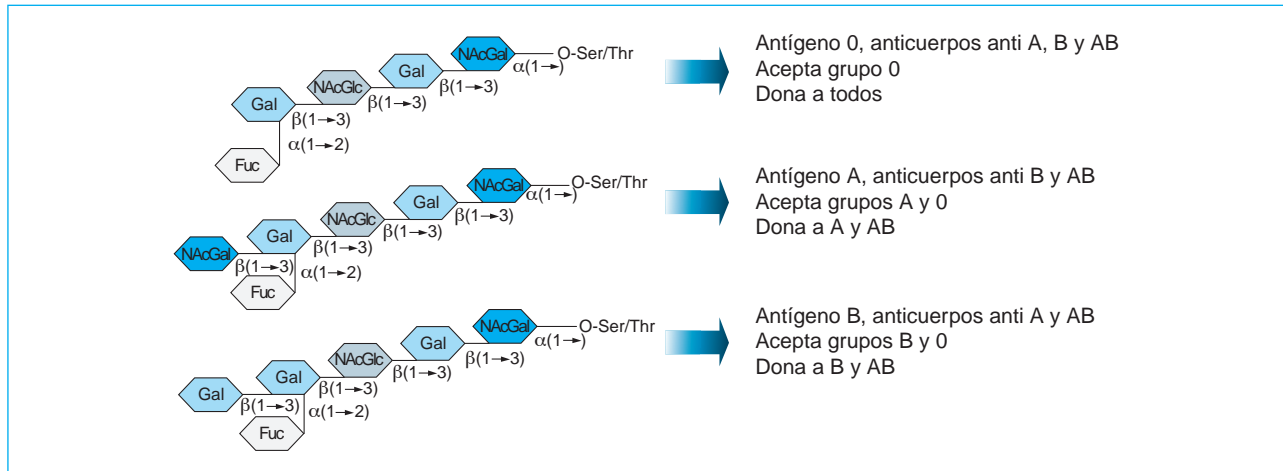 NAcGal
O-Ser/Thr
Gal
α(1→)
NAcGlc
β(1→3)
Gal
β(1→3)
β(1→3)
α(1→2)
Fuc
Antígeno 0, anticuerpos anti A, B y AB
Acepta grupo 0
Dona a todos
NAcGal
O-Ser/Thr
Gal
α(1→)
NAcGlc
β(1→3)
Gal
β(1→3)
NAcGal
β(1→3)
β(1→3)
α(1→2)
Fuc
Antígeno A, anticuerpos anti B y AB
Acepta grupos A y 0
Dona a A y AB
NAcGal
O-Ser/Thr
Gal
α(1→)
NAcGlc
β(1→3)
Gal
β(1→3)
Gal
β(1→3)
β(1→3)
α(1→2)
Fuc
Antígeno B, anticuerpos anti A y AB
Acepta grupos B y 0
Dona a B y AB